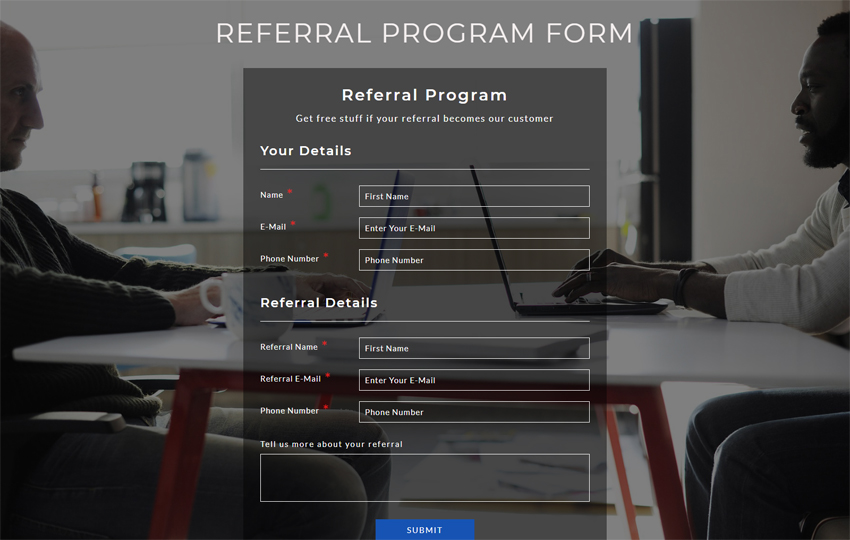 REFERRAL PROGRAM FORM
Referral Program
Get free stuff if your referral becomes our customer
Your Details
Name * First Name
E-Mail * Enter Your E-Mail
Phone Number * Phone Number
Referral Details
Referral Name * First Name
Referral E-Mail * Enter Your E-Mail
Phone Number * Phone Number
Tell us more about your referral
SUBMIT